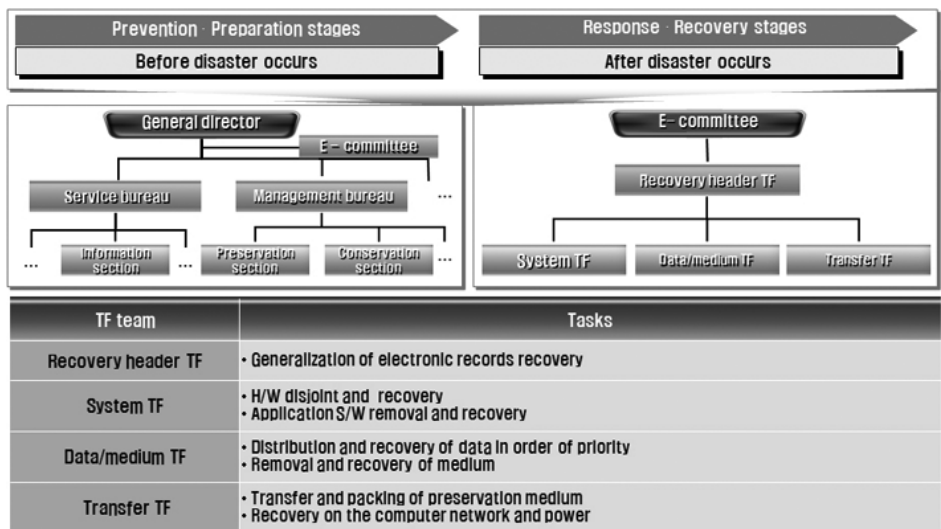 Prevention · Preparation stages
Before disaster occurs
Response · Recovery stages
After disaster occurs
General director
E - committee
Service bureau
Management bureau
...
...
Information
section
...
Preservation
section
Conservation
section
...
E- committee
Recovery header TF
System TF
Data/medium TF
Transfer TF
TF team
Tasks
Recovery header TF
• Generalization of electronic records recovery
System TF
• H/W disjoint and recovery
• Application S/W removal and recovery
Data/medium TF
• Distribution and recovery of data in order of priority
• Removal and recovery of medium
Transfer TF
• Transfer and packing of preservation medium
• Recovery on the computer network and power